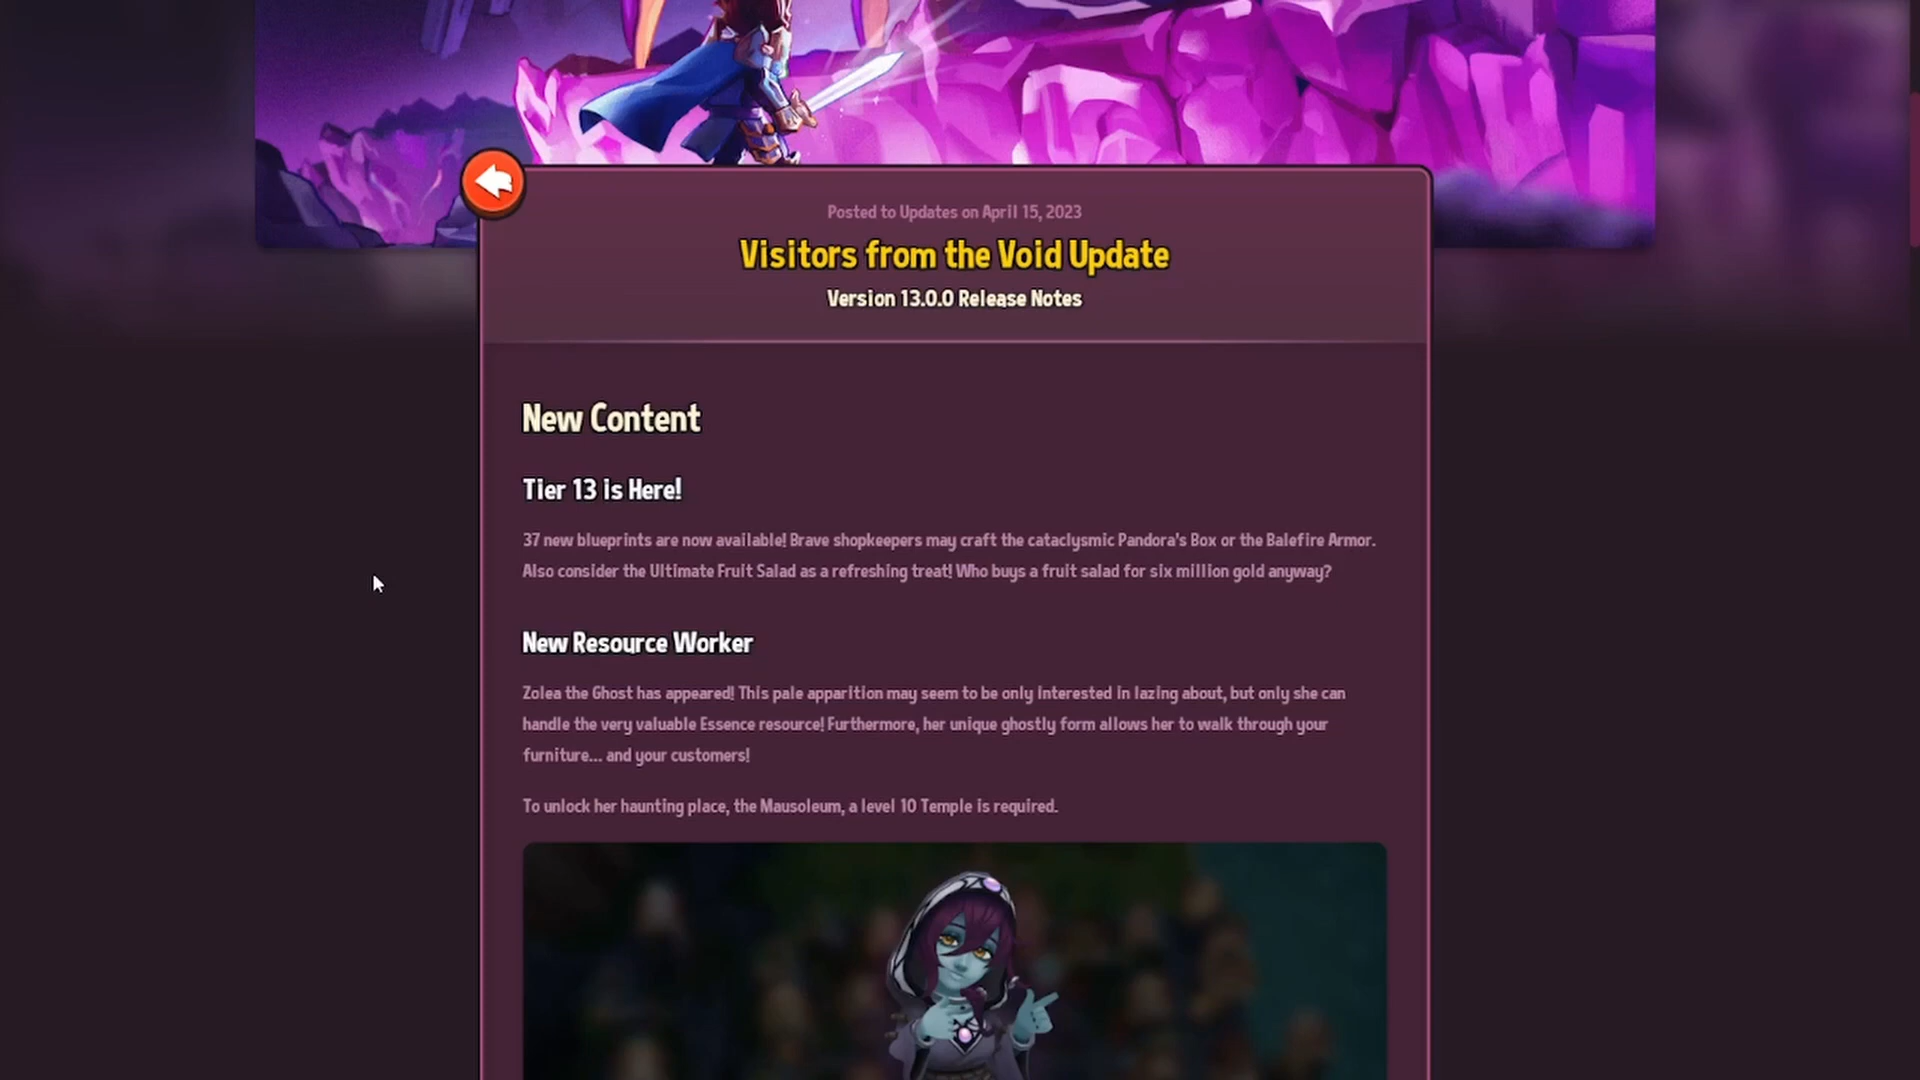 Posted to Updates on April 15, 2023
Visitors from the Void Update
Version 13.0.0 Release Notes
New Content
Tier 13 is Here!
37 new blueprints are now available! Brave shopkeepers may craft the cataclysmic Pandora's Box or the Balefire Armor.
Also consider the Ultimate Fruit Salad as a refreshing treat! Who buys a fruit salad for six million gold anyway?
New Resource Worker
Zolea the Ghost has appeared! This pale apparition may seem to be only interested in lazing about, but only she can
handle the very valuable Essence resource! Furthermore, her unique ghostly form allows her to walk through your
furniture... and your customers!
To unlock her haunting place, the Mausoleum, a level 10 Temple is required.